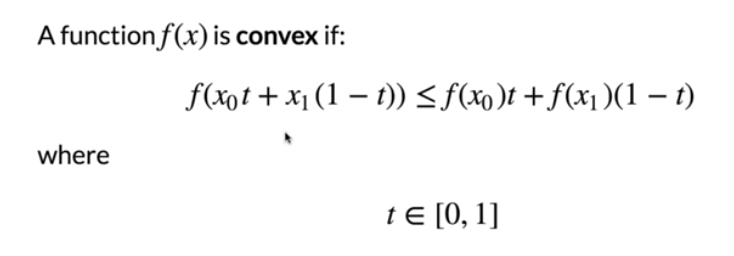 A function f(x) is convex if:
f(x₀t + x₁(1 − t)) ≤ f(x₀)t + f(x₁)(1 − t)
where
t ∈ [0, 1]